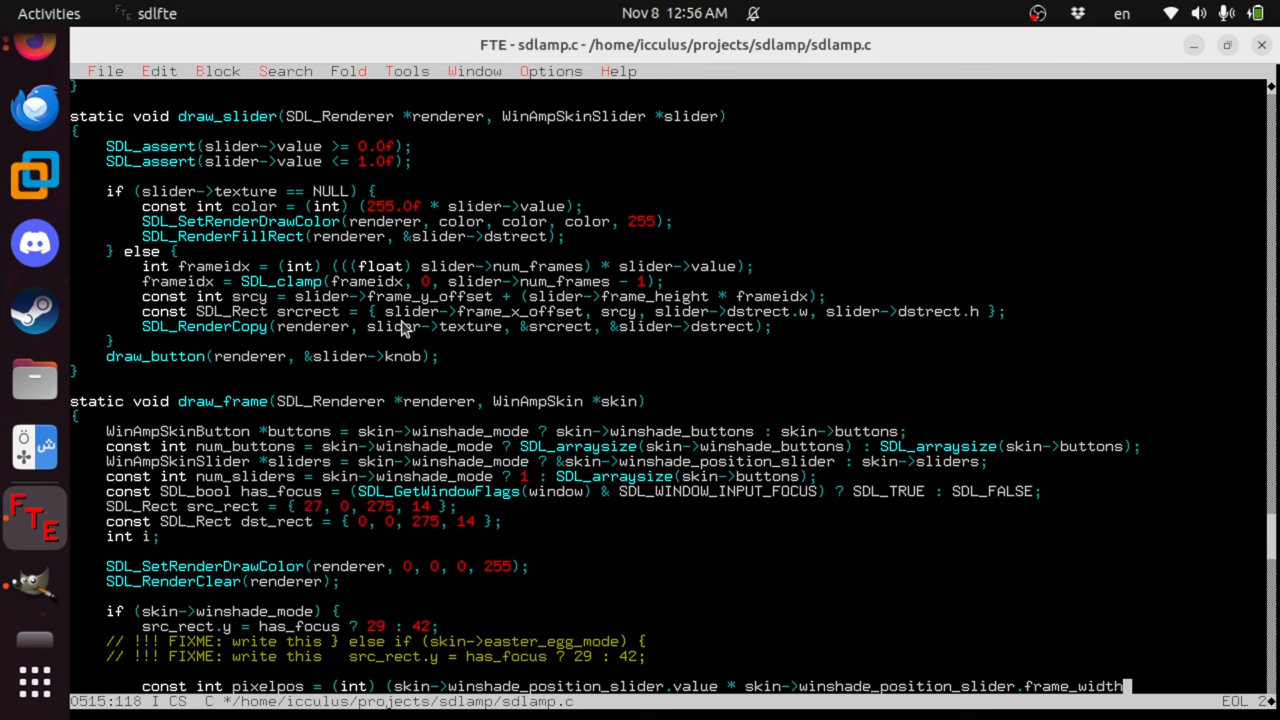 Activities
sdlfte
Nov 8 12:56 AM
en
FTE - sdlamp.c - /home/icculus/projects/sdlamp/sdlamp.c
File Edit Block Search Fold Tools Window Options Help
}
static void draw_slider(SDL_Renderer *renderer, WinAmpSkinSlider *slider)
{
    SDL_assert(slider->value >= 0.0f);
    SDL_assert(slider->value <= 1.0f);
    if (slider->texture == NULL) {
        const int color = (int) (255.0f * slider->value);
        SDL_SetRenderDrawColor(renderer, color, color, color, 255);
        SDL_RenderFillRect(renderer, &slider->dstrect);
    } else {
        int frameidx = (int) (((float) slider->num_frames) * slider->value);
        frameidx = SDL_clamp(frameidx, 0, slider->num_frames - 1);
        const int srcy = slider->frame_y_offset + (slider->frame_height * frameidx);
        const SDL_Rect srcrect = { slider->frame_x_offset, srcy, slider->dstrect.w, slider->dstrect.h };
        SDL_RenderCopy(renderer, slider->texture, &srcrect, &slider->dstrect);
    }
    draw_button(renderer, &slider->knob);
}
static void draw_frame(SDL_Renderer *renderer, WinAmpSkin *skin)
{
    WinAmpSkinButton *buttons = skin->winshade_mode ? skin->winshade_buttons : skin->buttons;
    const int num_buttons = skin->winshade_mode ? SDL_arraysize(skin->winshade_buttons) : SDL_arraysize(skin->buttons);
    WinAmpSkinSlider *sliders = skin->winshade_mode ? &skin->winshade_position_slider : skin->sliders;
    const int num_sliders = skin->winshade_mode ? 1 : SDL_arraysize(skin->buttons);
    const SDL_bool has_focus = (SDL_GetWindowFlags(window) & SDL_WINDOW_INPUT_FOCUS) ? SDL_TRUE : SDL_FALSE;
    SDL_Rect src_rect = { 27, 0, 275, 14 };
    const SDL_Rect dst_rect = { 0, 0, 275, 14 };
    int i;
    SDL_SetRenderDrawColor(renderer, 0, 0, 0, 255);
    SDL_RenderClear(renderer);
    if (skin->winshade_mode) {
        src_rect.y = has_focus ? 29 : 42;
    // !!! FIXME: write this } else if (skin->easter_egg_mode) {
    // !!! FIXME: write this   src_rect.y = has_focus ? 29 : 42;
        const int pixelpos = (int) (skin->winshade_position_slider.value * skin->winshade_position_slider.frame_width
0515:118 I CS  C */home/icculus/projects/sdlamp/sdlamp.c
EOL 2
Ö
ش
FTE